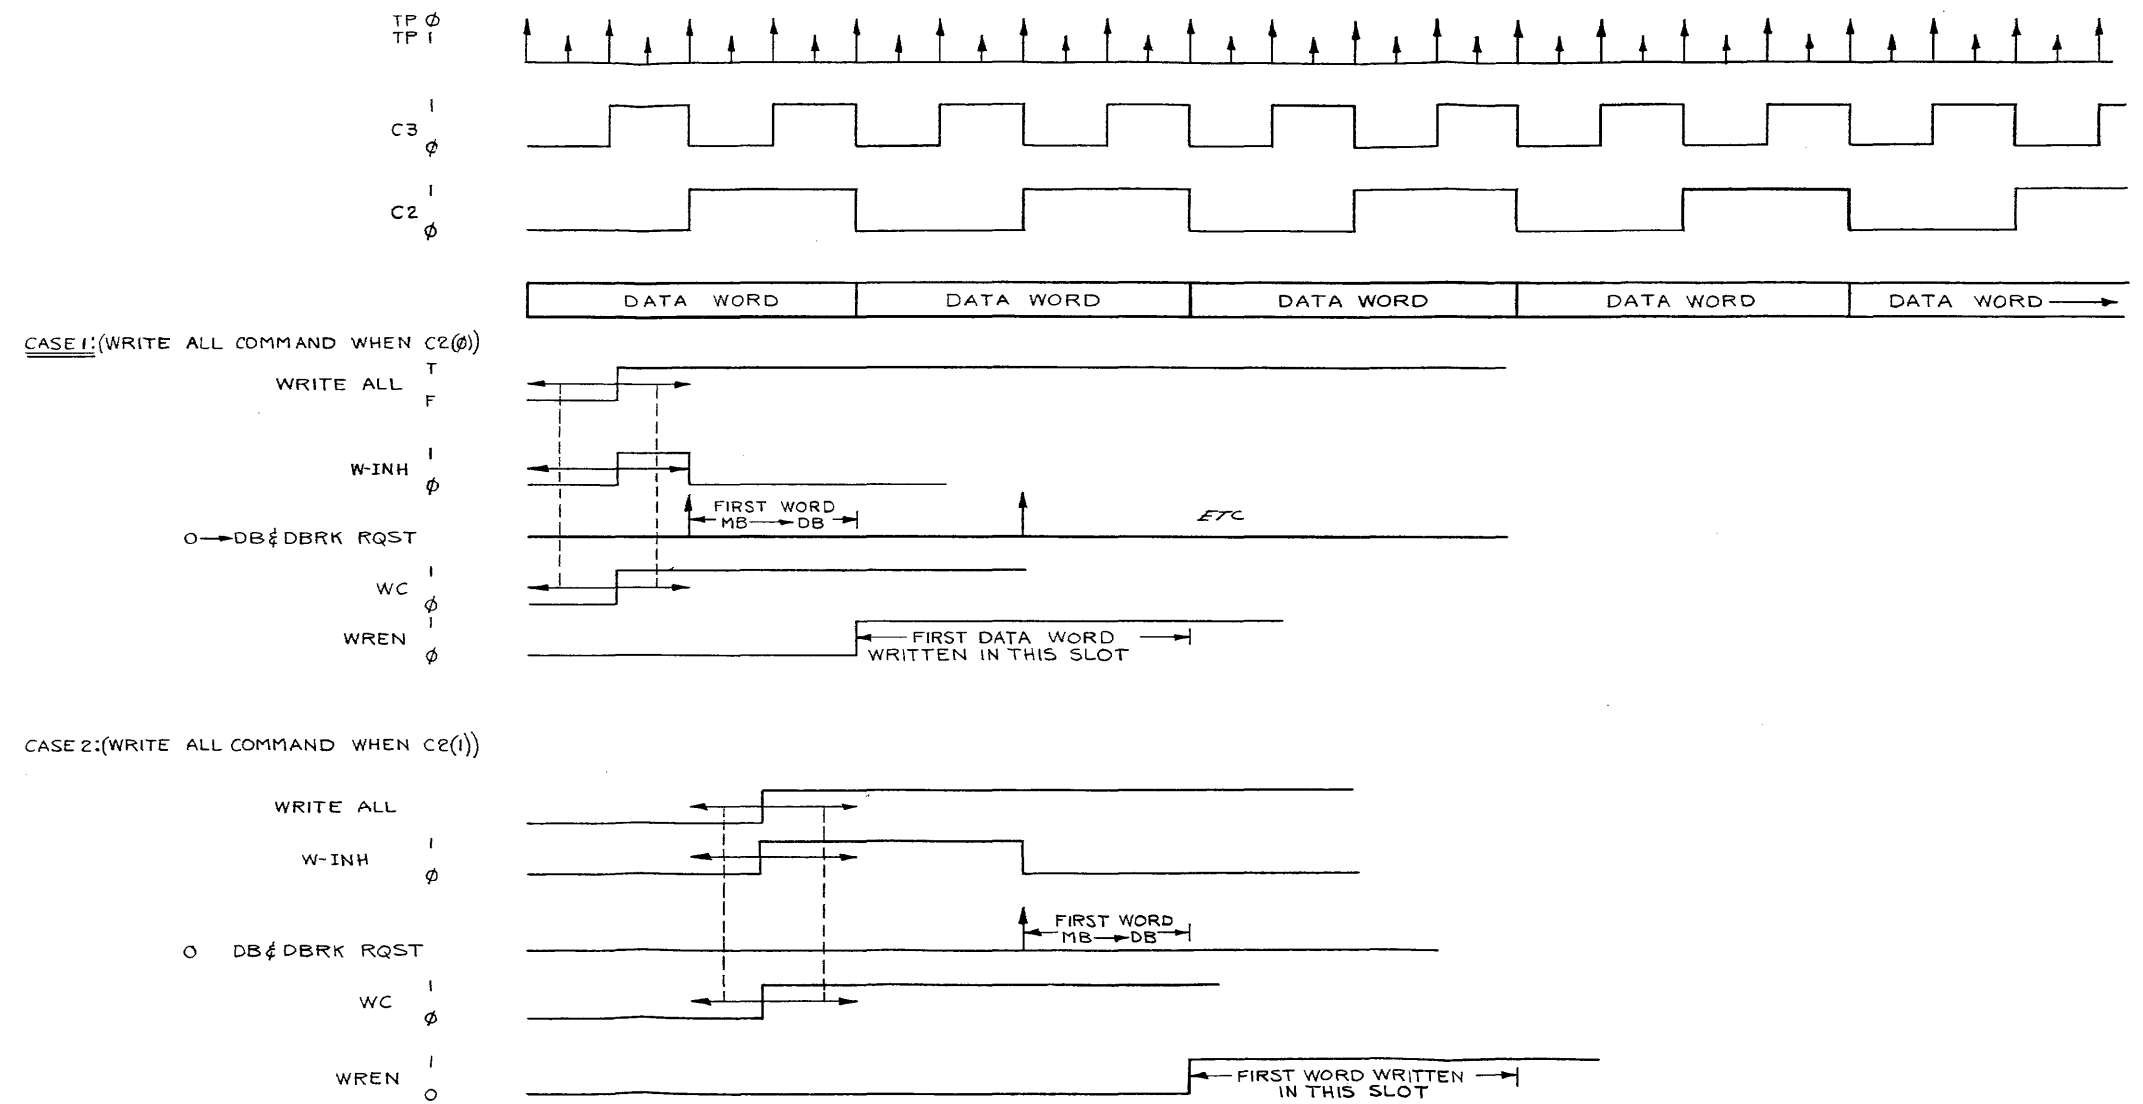 TP Ø
TP 1
1
C3
Ø
1
C2
Ø
DATA WORD DATA WORD DATA WORD DATA WORD DATA WORD
CASE 1:(WRITE ALL COMMAND WHEN C2(Ø))
T
WRITE ALL
F
1
W-INH
Ø
FIRST WORD
MB → DB
ETC
O→DB & DBRK RQST
1
WC
Ø
1
WREN
Ø
FIRST DATA WORD
WRITTEN IN THIS SLOT
CASE 2:(WRITE ALL COMMAND WHEN C2(1))
WRITE ALL
1
W-INH
Ø
FIRST WORD
MB → DB
O DB & DBRK RQST
1
WC
Ø
1
WREN
O
FIRST WORD WRITTEN
IN THIS SLOT